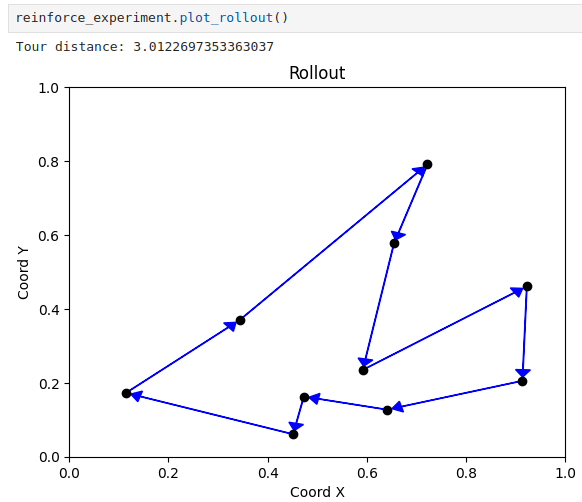 reinforce_experiment.plot_rollout()
Tour distance: 3.0122697353363037
Rollout
1.0
0.8
0.6
0.4
0.2
0.0
Coord Y
0.0 0.2 0.4 0.6 0.8 1.0
Coord X